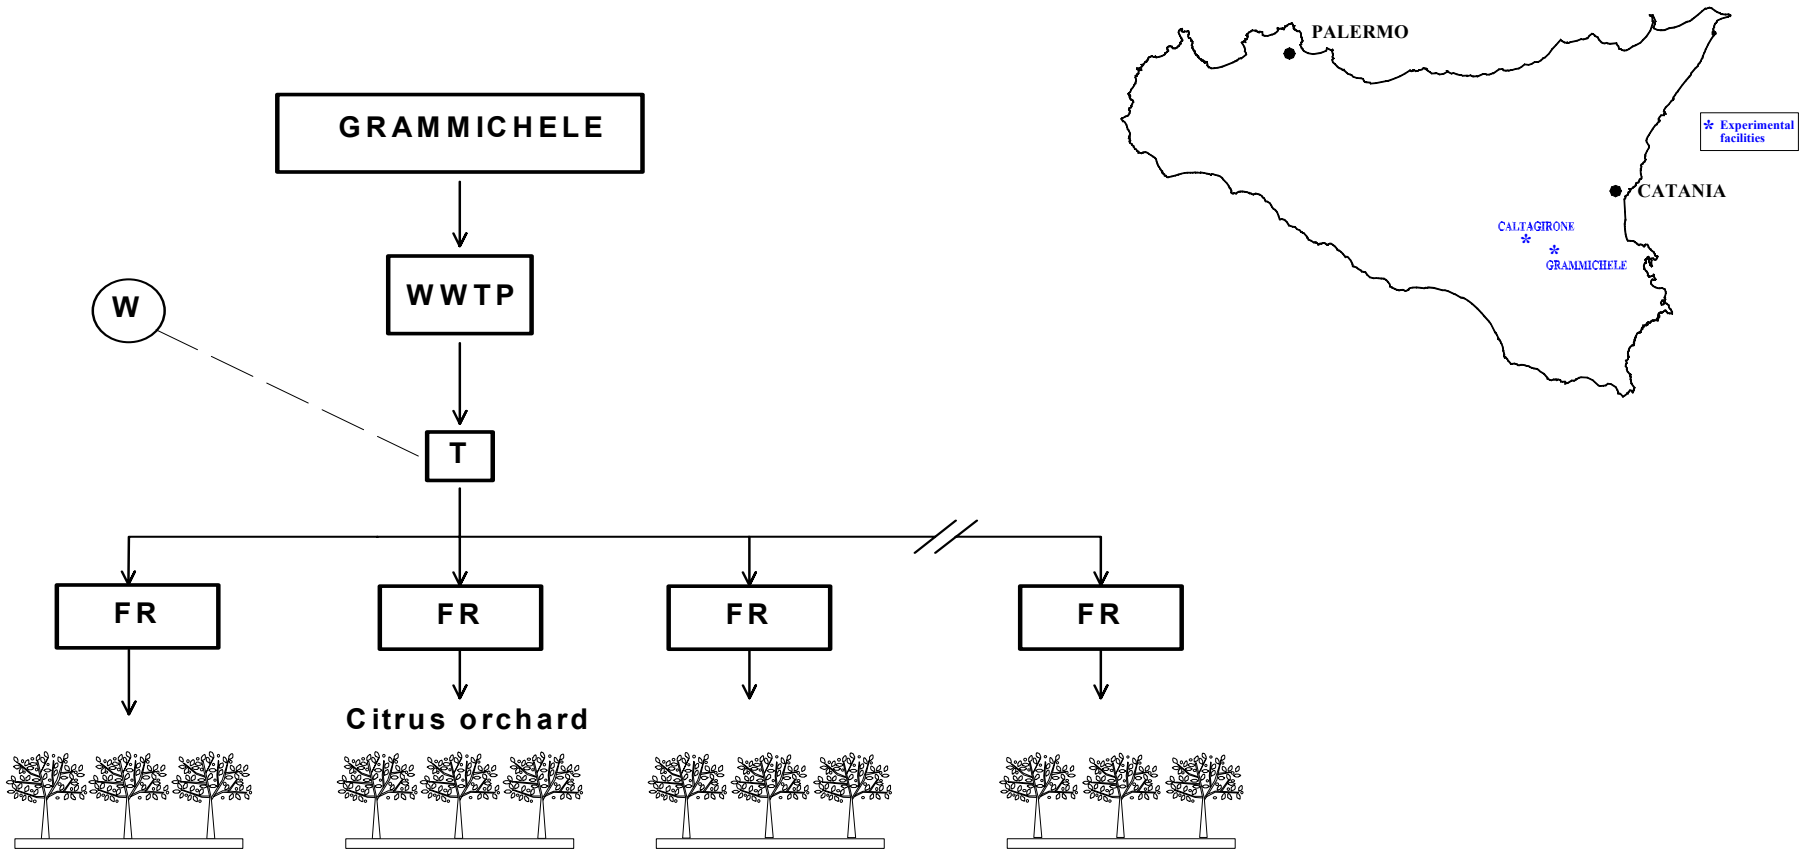 GRAMMICHELE
WWTP
W
T
FR FR FR FR
Citrus orchard
PALERMO
* Experimental
facilities
CATANIA
CALTAGIRONE
*
*
GRAMMICHELE